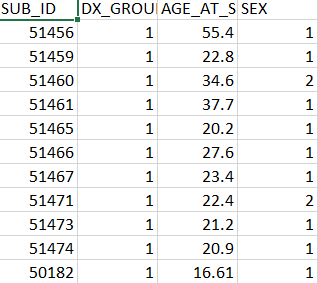 SUB_ID DX_GROU AGE_AT_S SEX
51456 1 55.4 1
51459 1 22.8 1
51460 1 34.6 2
51461 1 37.7 1
51465 1 20.2 1
51466 1 27.6 1
51467 1 23.4 1
51471 1 22.4 2
51473 1 21.2 1
51474 1 20.9 1
50182 1 16.61 1